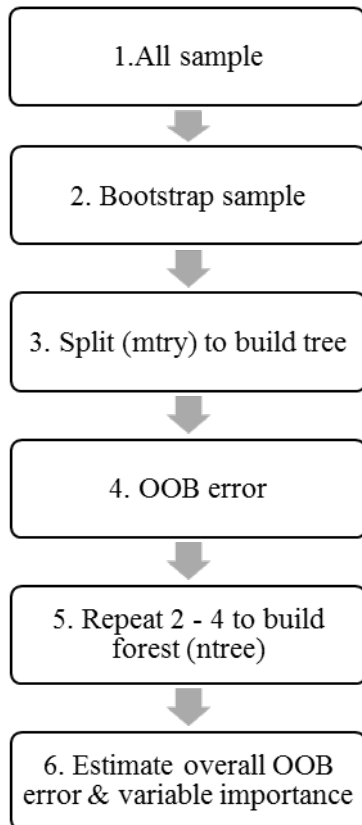 1.All sample
2. Bootstrap sample
3. Split (mtry) to build tree
4. OOB error
5. Repeat 2 - 4 to build
forest (ntree)
6. Estimate overall OOB
error & variable importance